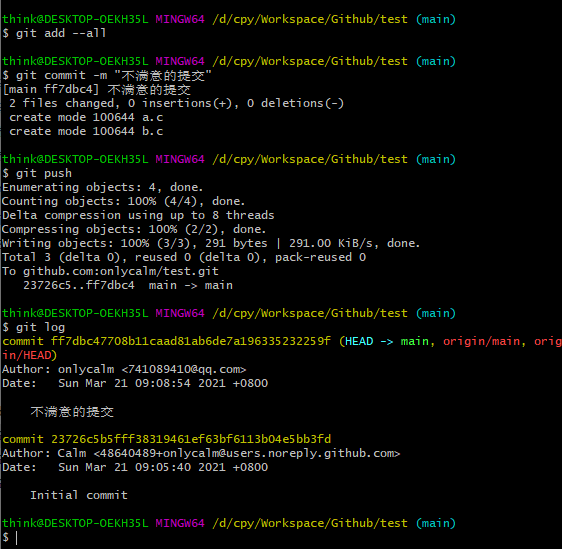 think@DESKTOP-OEKH35L MINGW64 /d/cpy/Workspace/Github/test (main)
$ git add --all
think@DESKTOP-OEKH35L MINGW64 /d/cpy/Workspace/Github/test (main)
$ git commit -m "不满意的提交"
[main ff7dbc4] 不满意的提交
 2 files changed, 0 insertions(+), 0 deletions(-)
 create mode 100644 a.c
 create mode 100644 b.c
think@DESKTOP-OEKH35L MINGW64 /d/cpy/Workspace/Github/test (main)
$ git push
Enumerating objects: 4, done.
Counting objects: 100% (4/4), done.
Delta compression using up to 8 threads
Compressing objects: 100% (2/2), done.
Writing objects: 100% (3/3), 291 bytes | 291.00 KiB/s, done.
Total 3 (delta 0), reused 0 (delta 0), pack-reused 0
To github.com:onlycalm/test.git
   23726c5..ff7dbc4  main -> main
think@DESKTOP-OEKH35L MINGW64 /d/cpy/Workspace/Github/test (main)
$ git log
commit ff7dbc47708b11caad81ab6de7a196335232259f (HEAD -> main, origin/main, orig
in/HEAD)
Author: onlycalm <741089410@qq.com>
Date:   Sun Mar 21 09:08:54 2021 +0800
    不满意的提交
commit 23726c5b5fff38319461ef63bf6113b04e5bb3fd
Author: Calm <48640489+onlycalm@users.noreply.github.com>
Date:   Sun Mar 21 09:05:40 2021 +0800
    Initial commit
think@DESKTOP-OEKH35L MINGW64 /d/cpy/Workspace/Github/test (main)
$